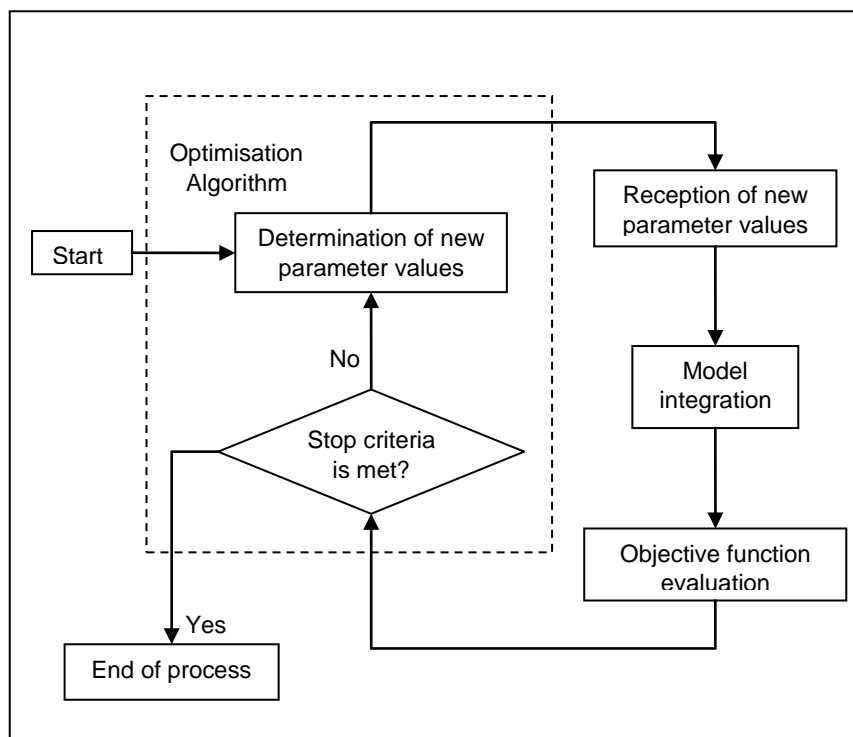 Optimisation
Algorithm
Start
Determination of new
parameter values
Reception of new
parameter values
Model
integration
Objective function
evaluation
No
Stop criteria
is met?
Yes
End of process